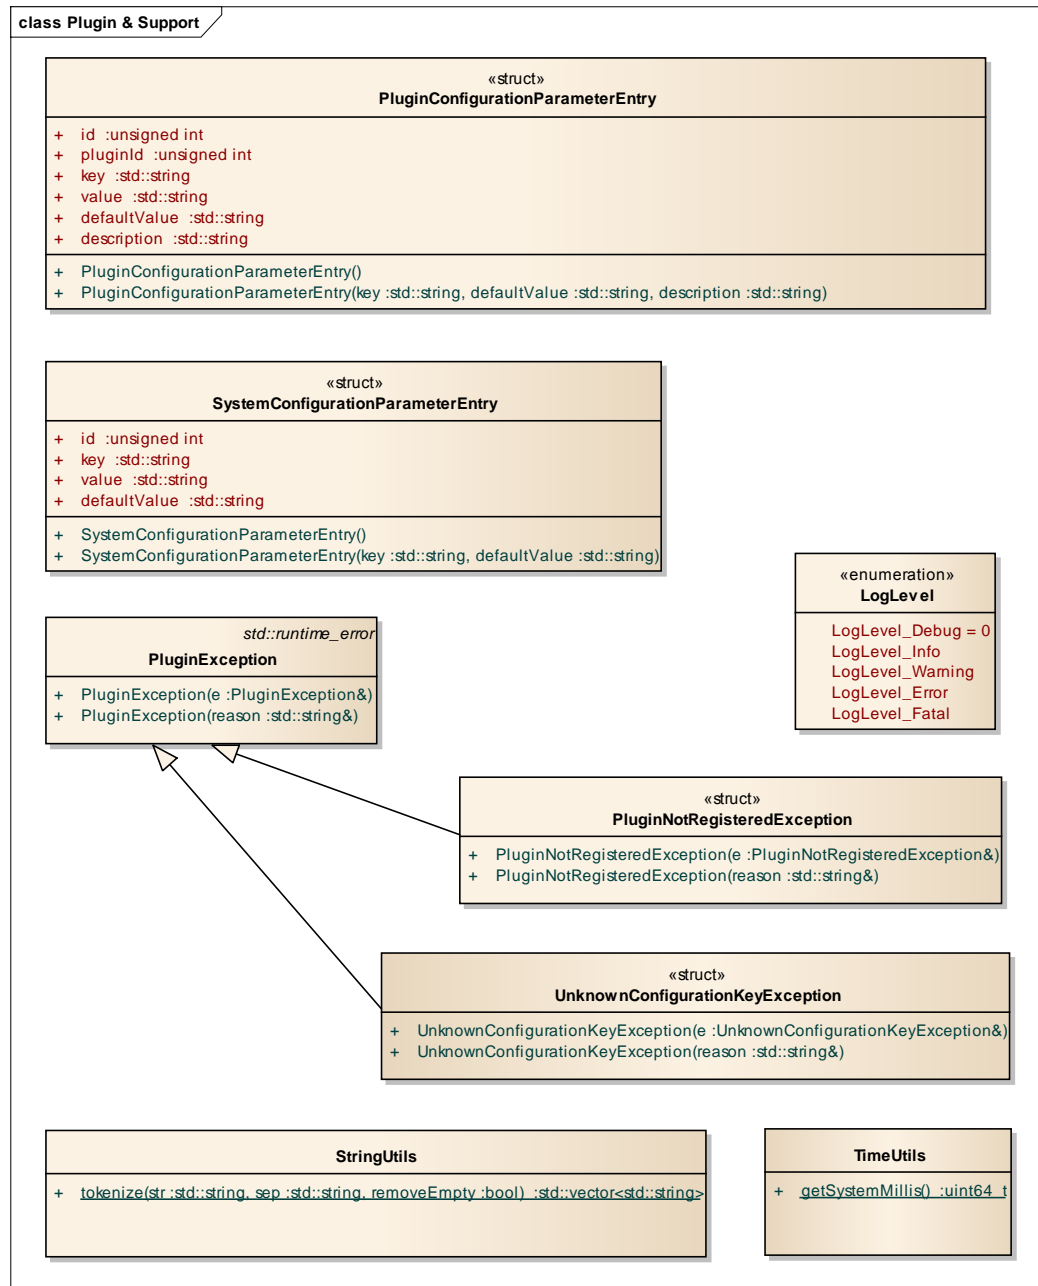 class Plugin & Support
«struct»
PluginConfigurationParameterEntry
+ id :unsigned int
+ pluginId :unsigned int
+ key :std::string
+ value :std::string
+ defaultValue :std::string
+ description :std::string
+ PluginConfigurationParameterEntry()
+ PluginConfigurationParameterEntry(key :std::string, defaultValue :std::string, description :std::string)
«struct»
SystemConfigurationParameterEntry
+ id :unsigned int
+ key :std::string
+ value :std::string
+ defaultValue :std::string
+ SystemConfigurationParameterEntry()
+ SystemConfigurationParameterEntry(key :std::string, defaultValue :std::string)
«enumeration»
LogLevel
LogLevel_Debug = 0
LogLevel_Info
LogLevel_Warning
LogLevel_Error
LogLevel_Fatal
std::runtime_error
PluginException
+ PluginException(e :PluginException&)
+ PluginException(reason :std::string&)
«struct»
PluginNotRegisteredException
+ PluginNotRegisteredException(e :PluginNotRegisteredException&)
+ PluginNotRegisteredException(reason :std::string&)
«struct»
UnknownConfigurationKeyException
+ UnknownConfigurationKeyException(e :UnknownConfigurationKeyException&)
+ UnknownConfigurationKeyException(reason :std::string&)
StringUtils
+ tokenize(str :std::string, sep :std::string, removeEmpty :bool) :std::vector<std::string>
TimeUtils
+ getSystemMillis() :uint64_t